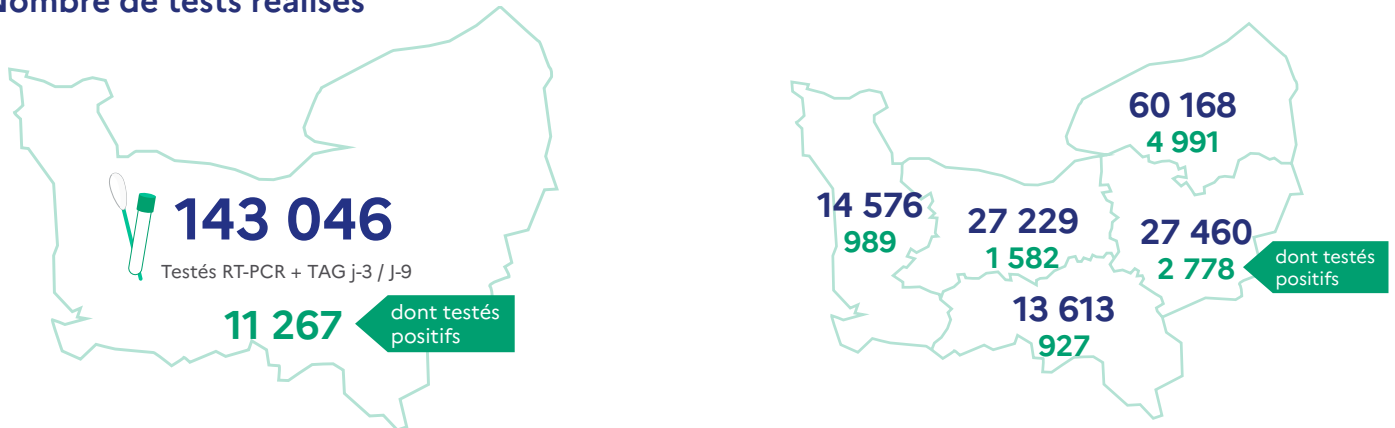 Nombre de tests réalisés
143 046
Testés RT-PCR + TAG j-3 / J-9
11 267
dont testés
positifs
60 168
4 991
14 576
989
27 229
1 582
27 460
2 778
dont testés
positifs
13 613
927